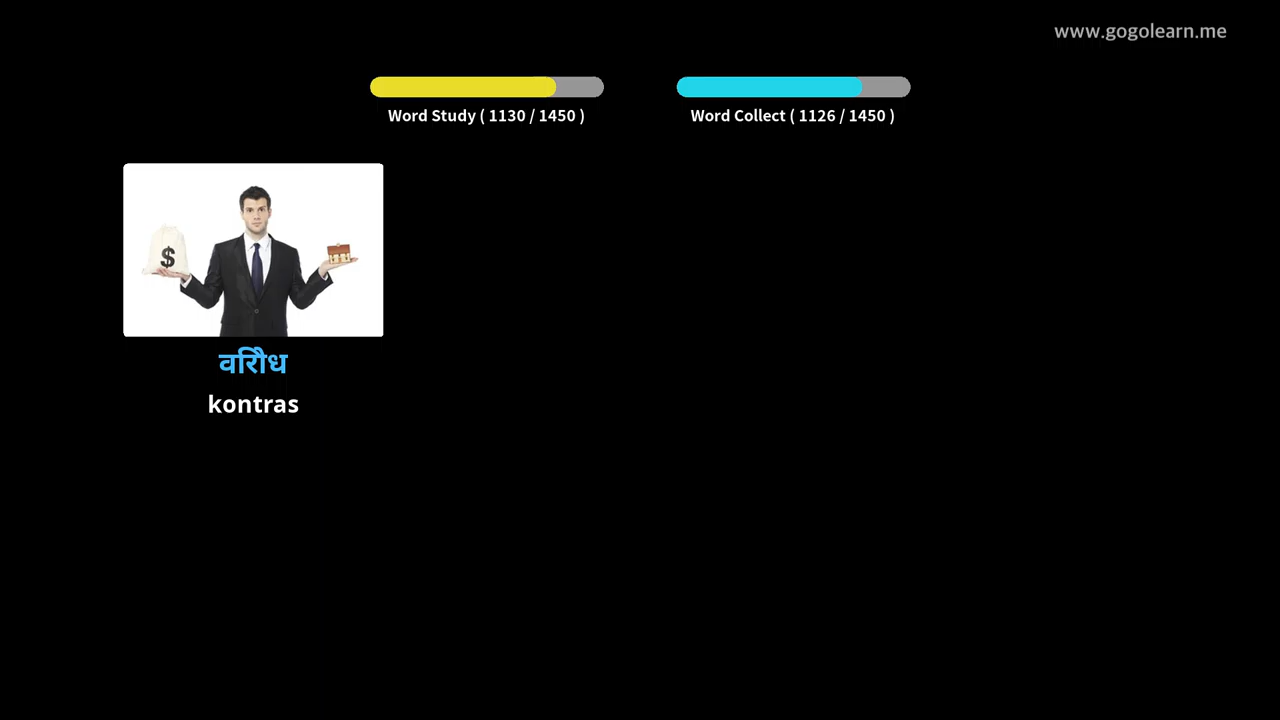 www.gogolearn.me
Word Study ( 1130 / 1450 )
Word Collect ( 1126 / 1450 )
$
वरिोध
kontras